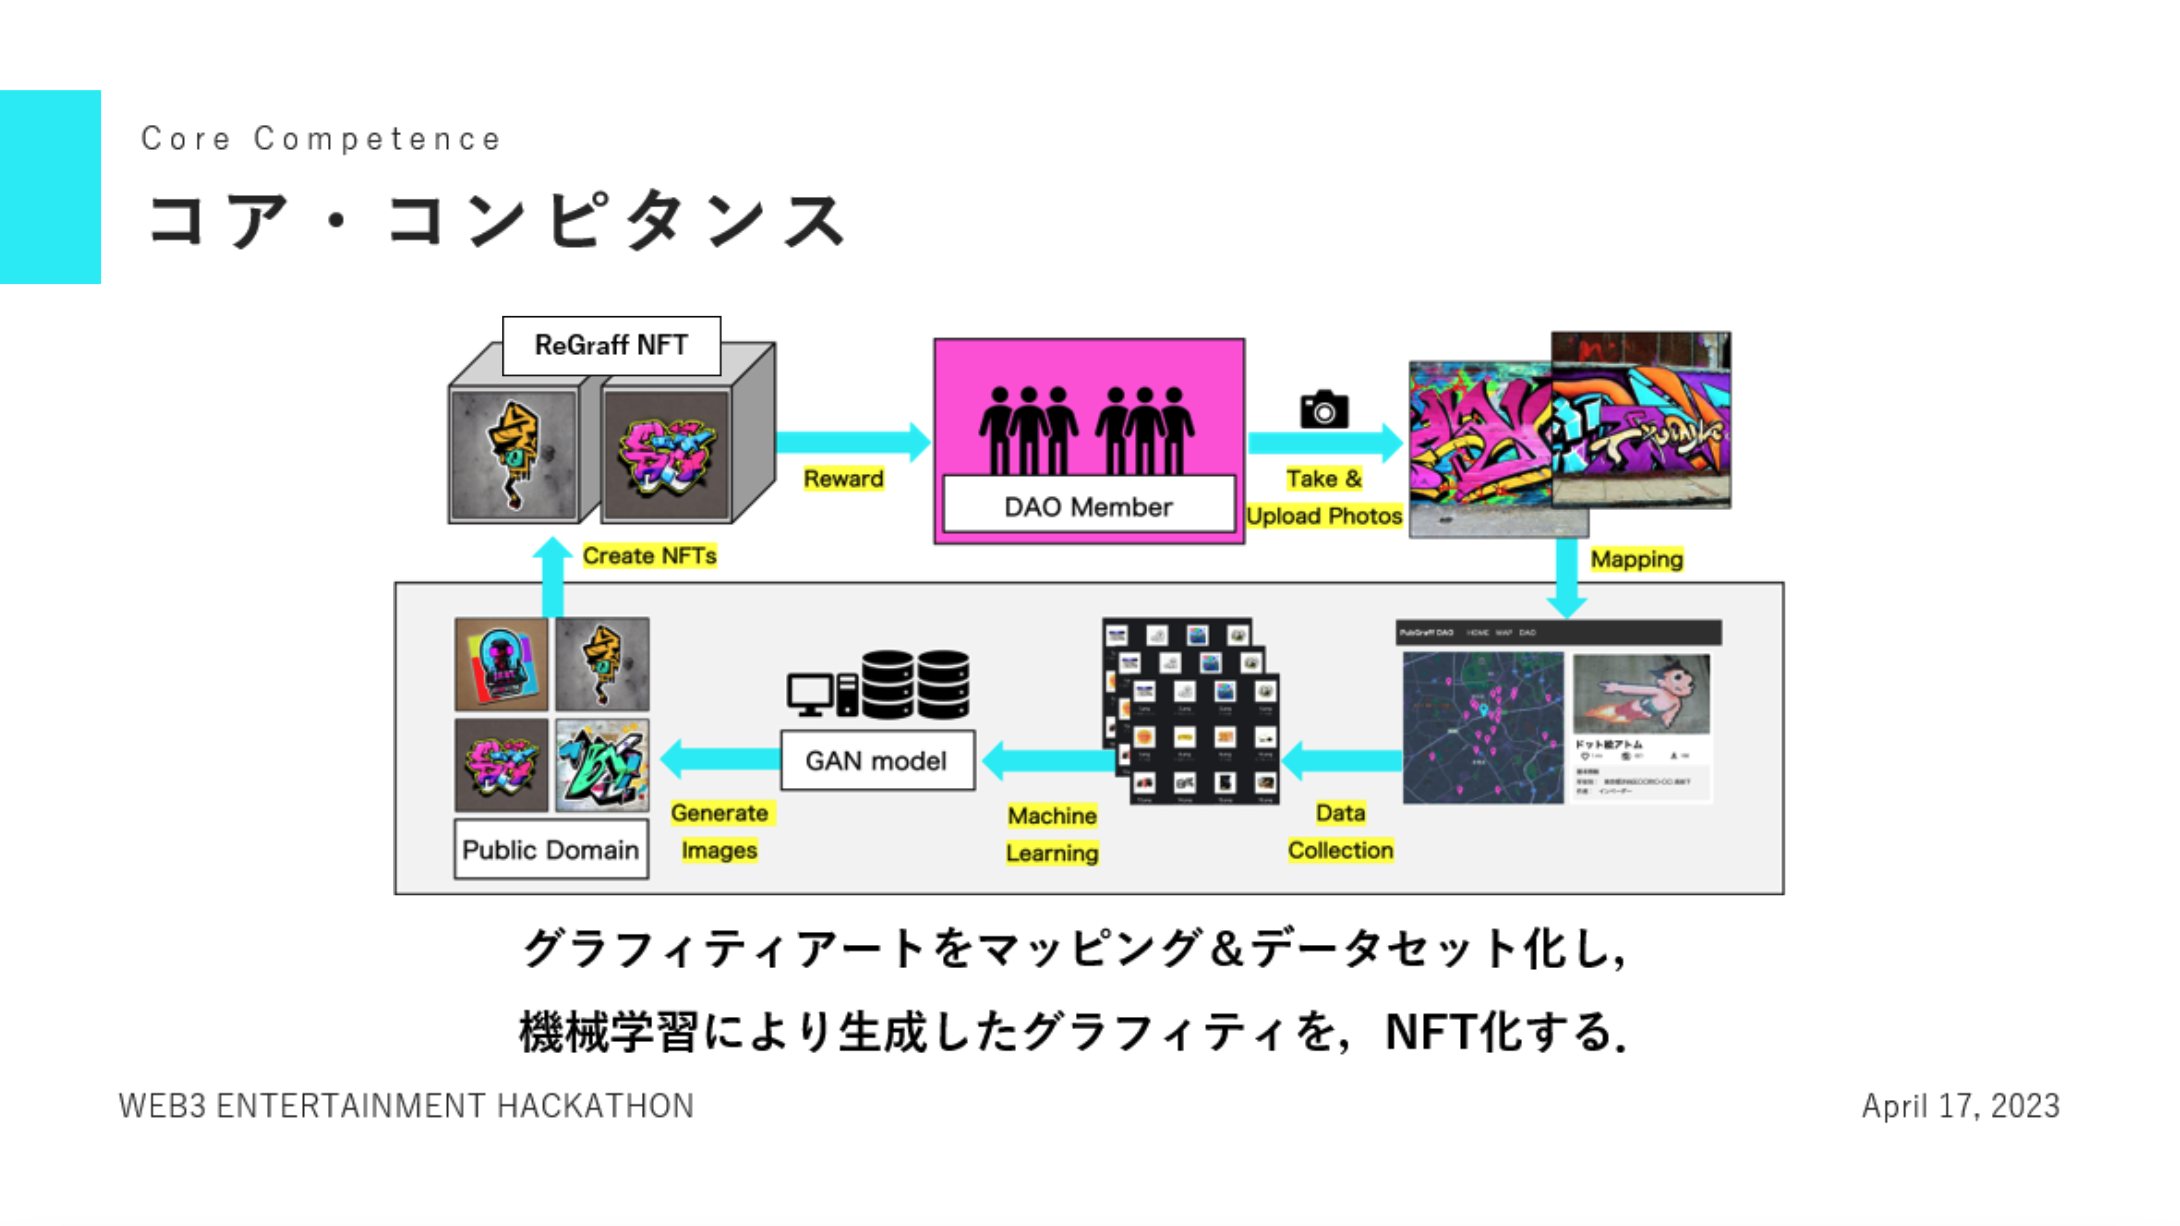 Core Competence
コア・コンピタンス
ReGraff NFT
Reward
DAO Member
Take &
Upload Photos
Mapping
Create NFTs
PubGraff DAO HOME MAP DAO
ドット絵アトム
GAN model
Public Domain
Generate
Images
Machine
Learning
Data
Collection
グラフィティアートをマッピング＆データセット化し，
機械学習により生成したグラフィティを，NFT化する．
WEB3 ENTERTAINMENT HACKATHON
April 17, 2023